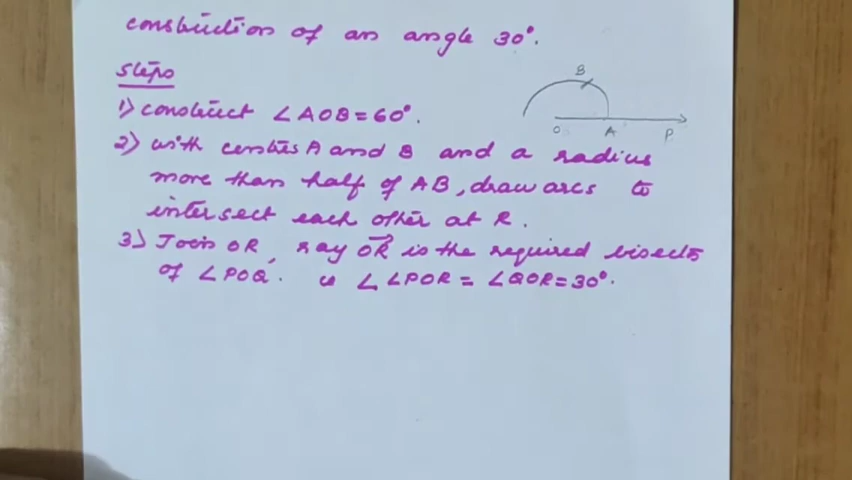 construction of an angle 30°.
Steps
1) construct ∠AOB = 60°.
2) with centres A and B and a radius
more than half of AB, draw arcs to
intersect each other at R.
3) Join OR, ray OR is the required bisects
of ∠POQ. ∠ ∠POR = ∠QOR = 30°.
B
O A P